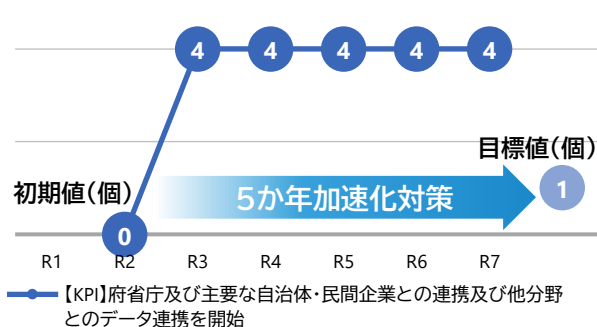 4 4 4 4 4
目標値(個)
初期値(個)
5か年加速化対策
1
0
R1 R2 R3 R4 R5 R6 R7
【KPI】府省庁及び主要な自治体・民間企業との連携及び他分野
とのデータ連携を開始